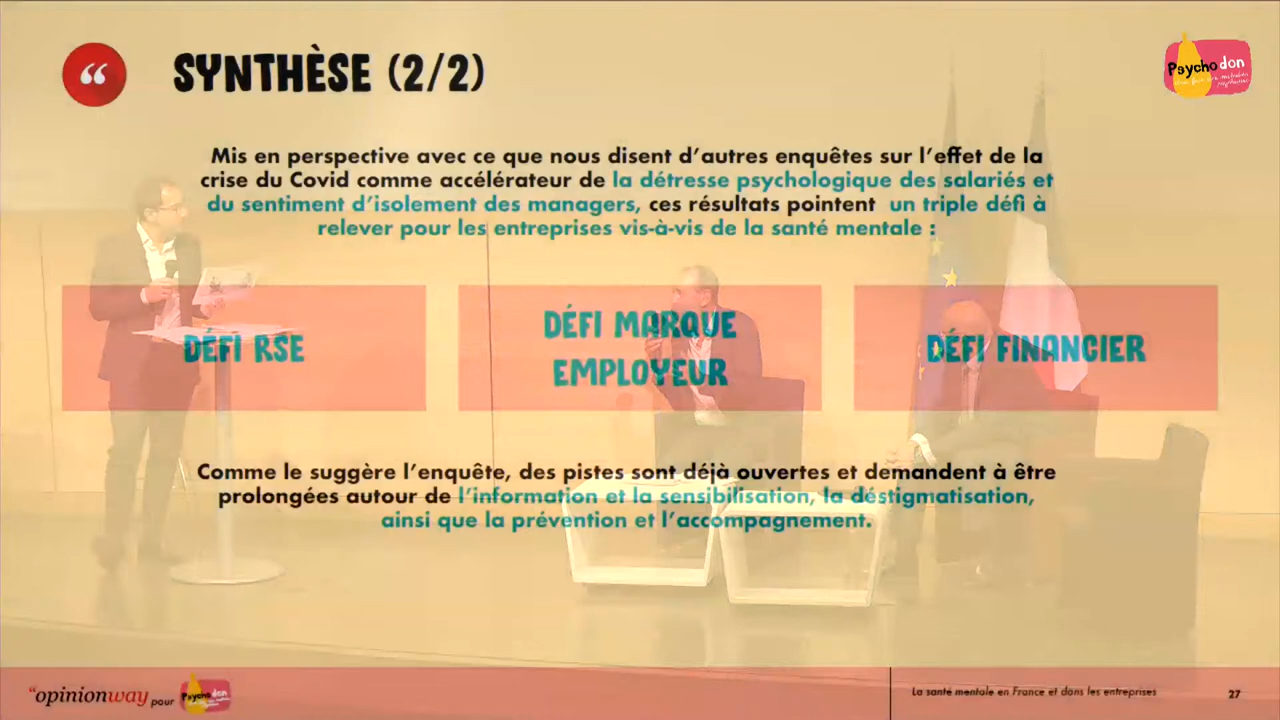 “
SYNTHÈSE (2/2)
Psychodon
Mis en perspective avec ce que nous disent d’autres enquêtes sur l’effet de la
crise du Covid comme accélérateur de la détresse psychologique des salariés et
du sentiment d’isolement des managers, ces résultats pointent un triple défi à
relever pour les entreprises vis-à-vis de la santé mentale :
DÉFI RSE
DÉFI MARQUE
EMPLOYEUR
DÉFI FINANCIER
Comme le suggère l’enquête, des pistes sont déjà ouvertes et demandent à être
prolongées autour de l’information et la sensibilisation, la déstigmatisation,
ainsi que la prévention et l’accompagnement.
“opinionway pour Psychodon
La santé mentale en France et dans les entreprises
27